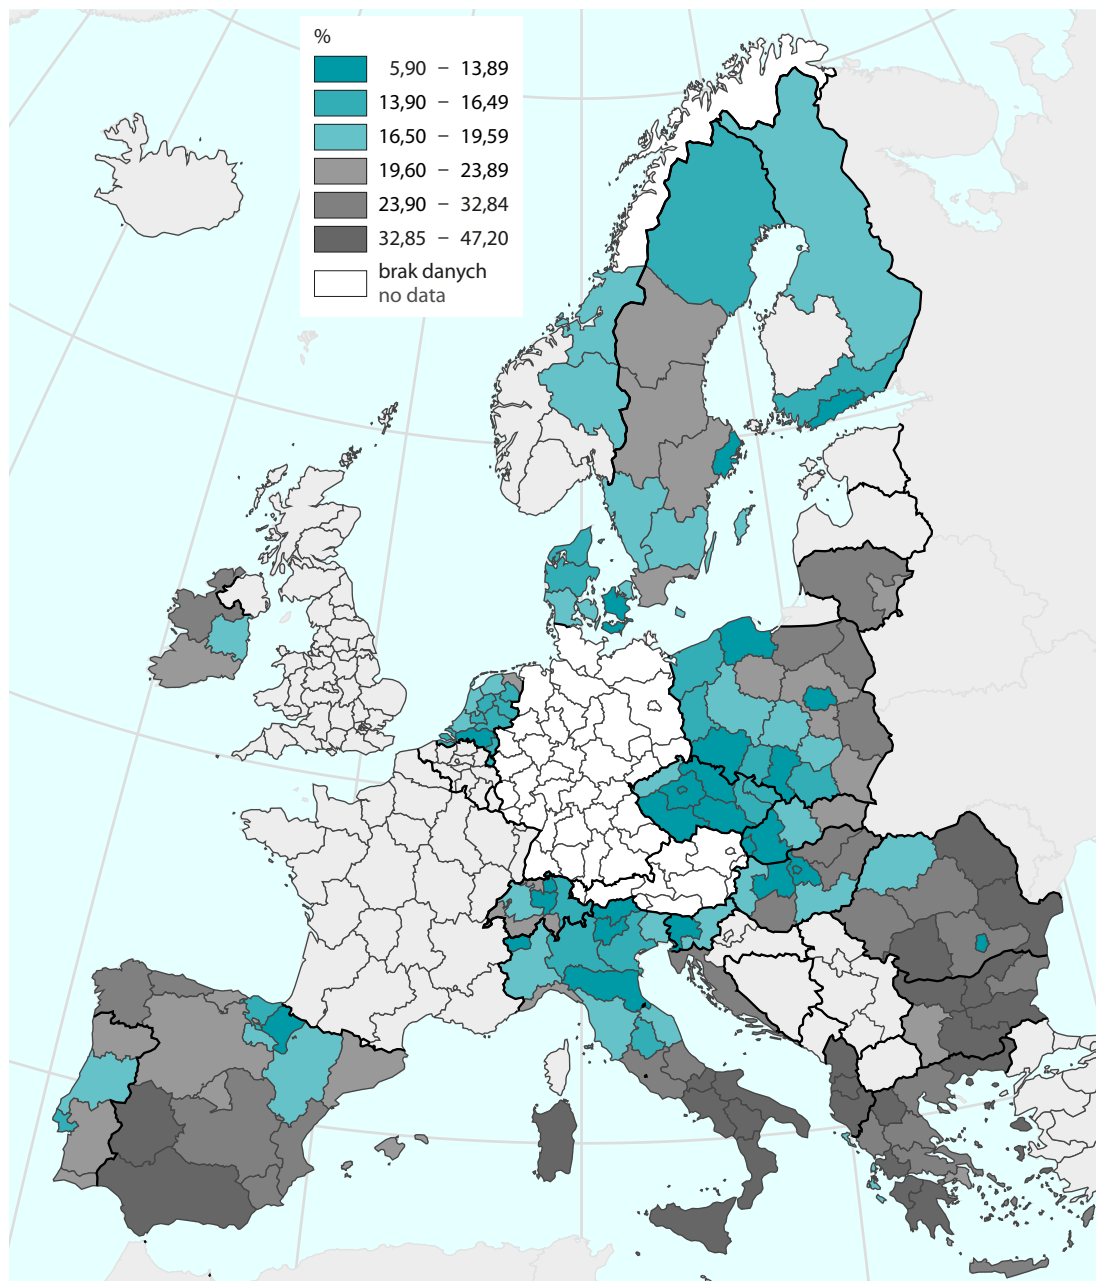 %
5,90 – 13,89
13,90 – 16,49
16,50 – 19,59
19,60 – 23,89
23,90 – 32,84
32,85 – 47,20
brak danych
no data